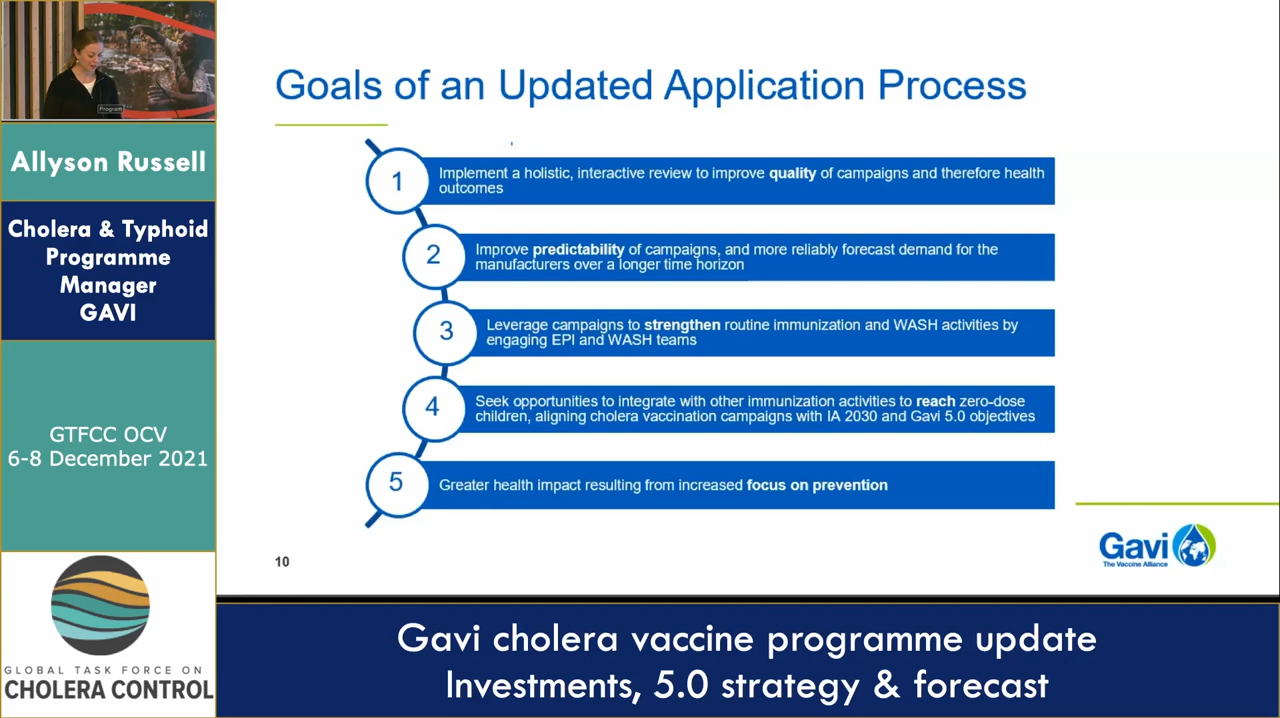 Program
Allyson Russell
Cholera & Typhoid
Programme
Manager
GAVI
GTFCC OCV
6-8 December 2021
GLOBAL TASK FORCE ON
CHOLERA CONTROL
Goals of an Updated Application Process
1
Implement a holistic, interactive review to improve quality of campaigns and therefore health
outcomes
2
Improve predictability of campaigns, and more reliably forecast demand for the
manufacturers over a longer time horizon
3
Leverage campaigns to strengthen routine immunization and WASH activities by
engaging EPI and WASH teams
4
Seek opportunities to integrate with other immunization activities to reach zero-dose
children, aligning cholera vaccination campaigns with IA 2030 and Gavi 5.0 objectives
5
Greater health impact resulting from increased focus on prevention
10
Gavi
The Vaccine Alliance
Gavi cholera vaccine programme update
Investments, 5.0 strategy & forecast